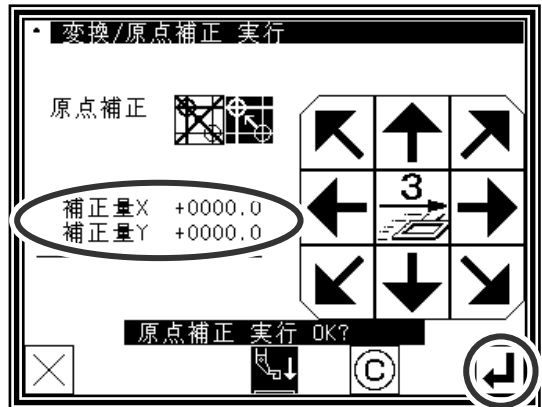 変換/原点補正 実行
原点補正
3
補正量X +0000.0
補正量Y +0000.0
原点補正 実行 OK?
C